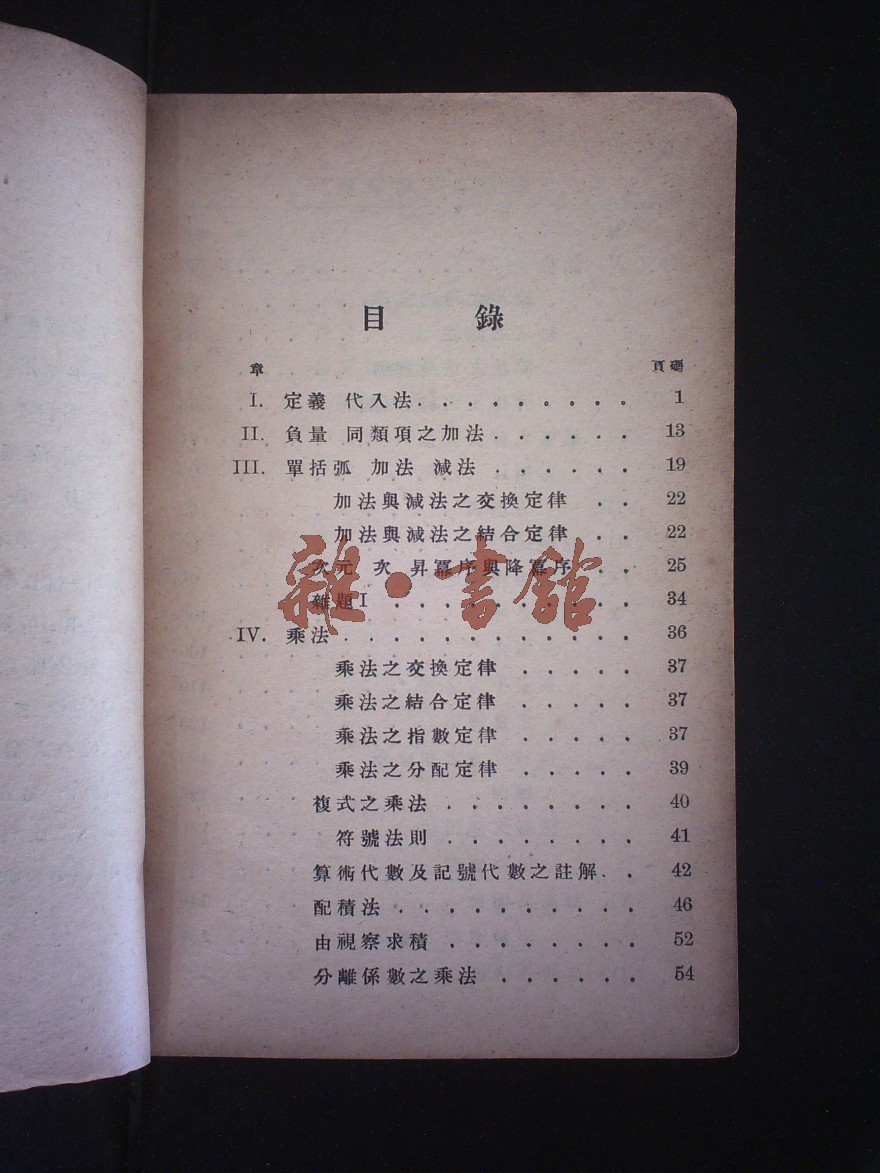 目 錄
章 頁碼
I. 定義 代入法. . . . . . . . . . 1
II. 負量 同類項之加法. . . . . . 13
III. 單括弧 加法 減法 . . . . . . 19
加法與減法之交換定律 . . 22
加法與減法之結合定律 . . 22
次元 次 昇冪序與降冪序 . . 25
雜題I . . . . . . . . . 34
雜·書館
IV. 乘法. . . . . . . . . . . . 36
乘法之交換定律 . . . . . 37
乘法之結合定律 . . . . . 37
乘法之指數定律 . . . . . 37
乘法之分配定律 . . . . . 39
複式之乘法 . . . . . . . . 40
符號法則 . . . . . . . . 41
算術代數及記號代數之註解. . 42
配積法 . . . . . . . . . . 46
由視察求積 . . . . . . . . 52
分離係數之乘法 . . . . . . 54